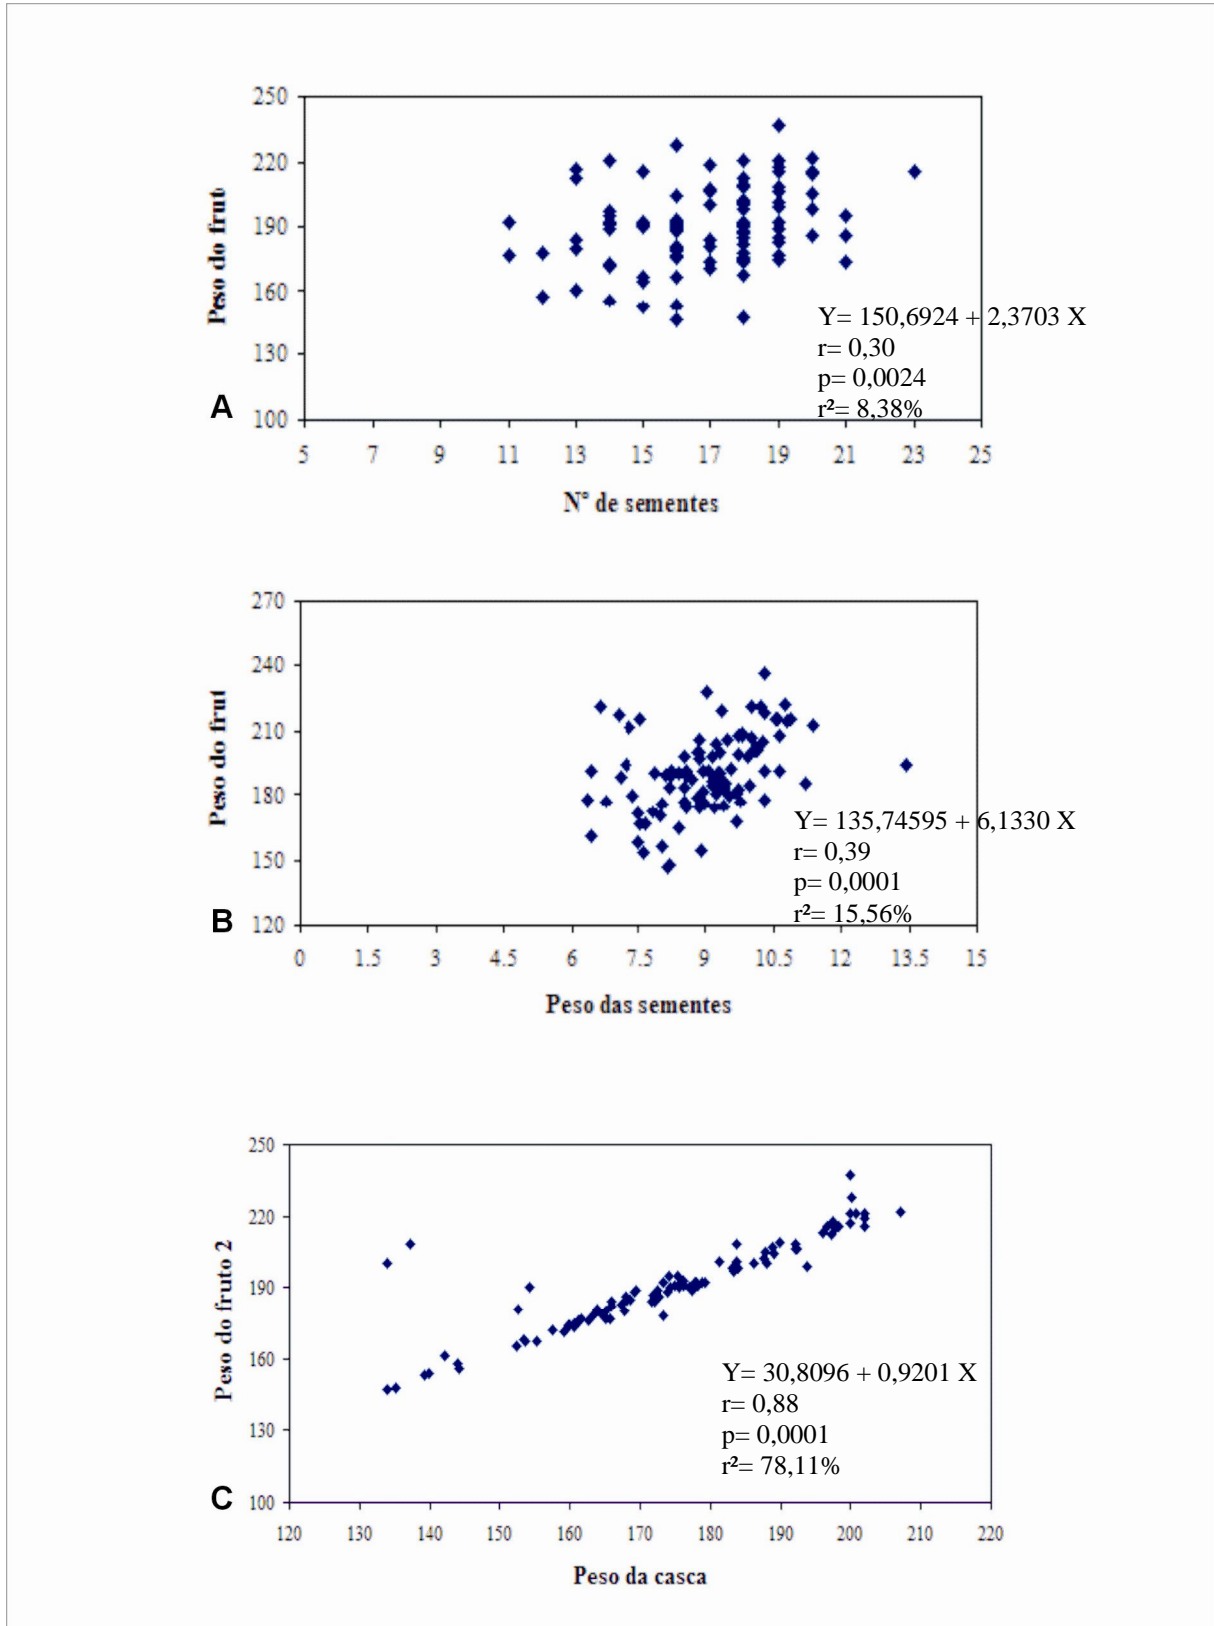 250
220
190
160
130
100
Peso do frut
A
Y= 150,6924 + 2,3703 X
r= 0,30
p= 0,0024
r²= 8,38%
5 7 9 11 13 15 17 19 21 23 25
N° de sementes
270
240
210
180
150
120
Peso do frut
B
Y= 135,74595 + 6,1330 X
r= 0,39
p= 0,0001
r²= 15,56%
0 1.5 3 4.5 6 7.5 9 10.5 12 13.5 15
Peso das sementes
250
220
190
160
130
100
Peso do fruto 2
C
Y= 30,8096 + 0,9201 X
r= 0,88
p= 0,0001
r²= 78,11%
120 130 140 150 160 170 180 190 200 210 220
Peso da casca